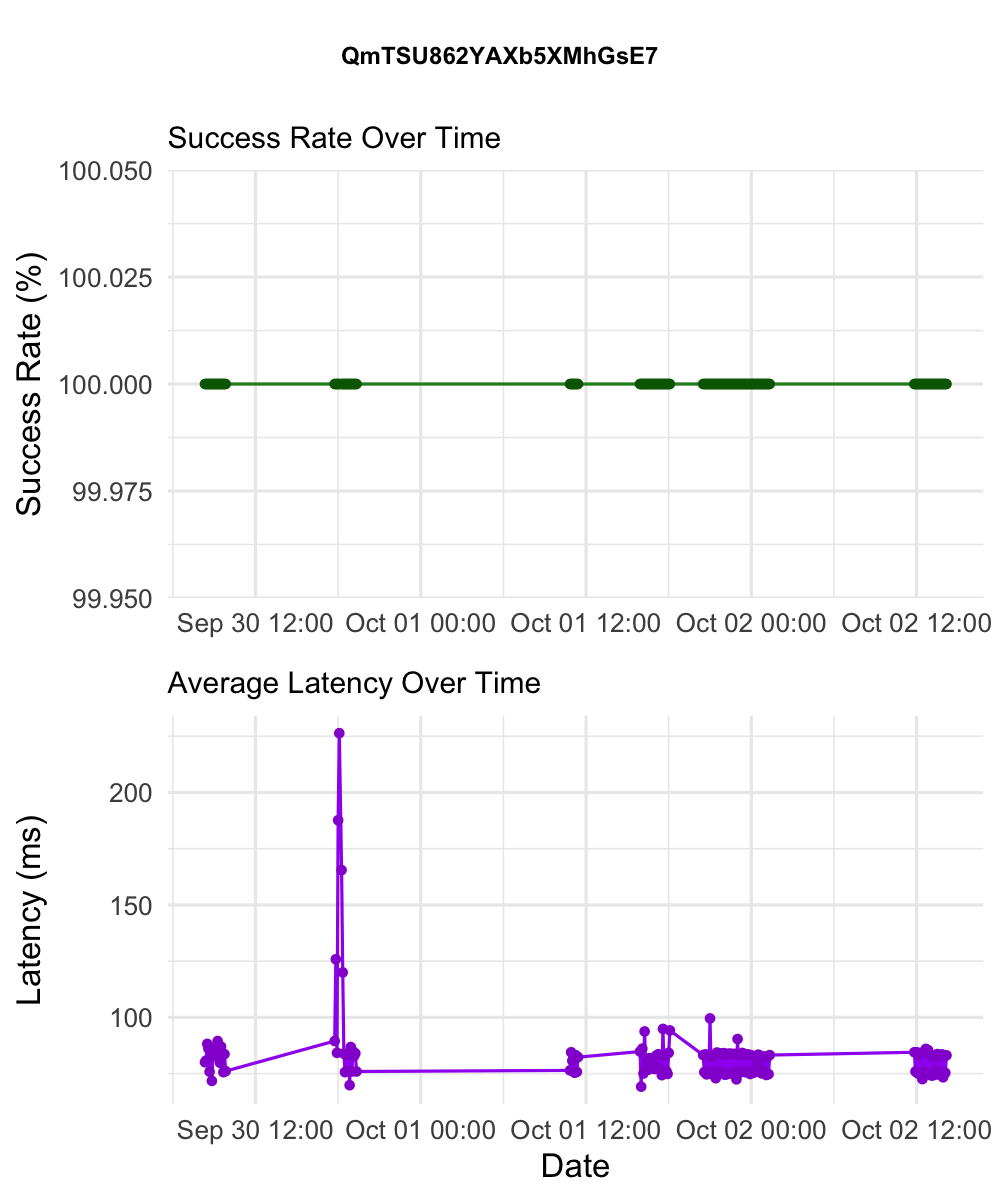 QmTSU862YAXb5XMhGsE7
Success Rate Over Time
Success Rate (%)
100.050
100.025
100.000
99.975
99.950
Sep 30 12:00 Oct 01 00:00 Oct 01 12:00 Oct 02 00:00 Oct 02 12:00
Average Latency Over Time
Latency (ms)
200
150
100
Sep 30 12:00 Oct 01 00:00 Oct 01 12:00 Oct 02 00:00 Oct 02 12:00
Date